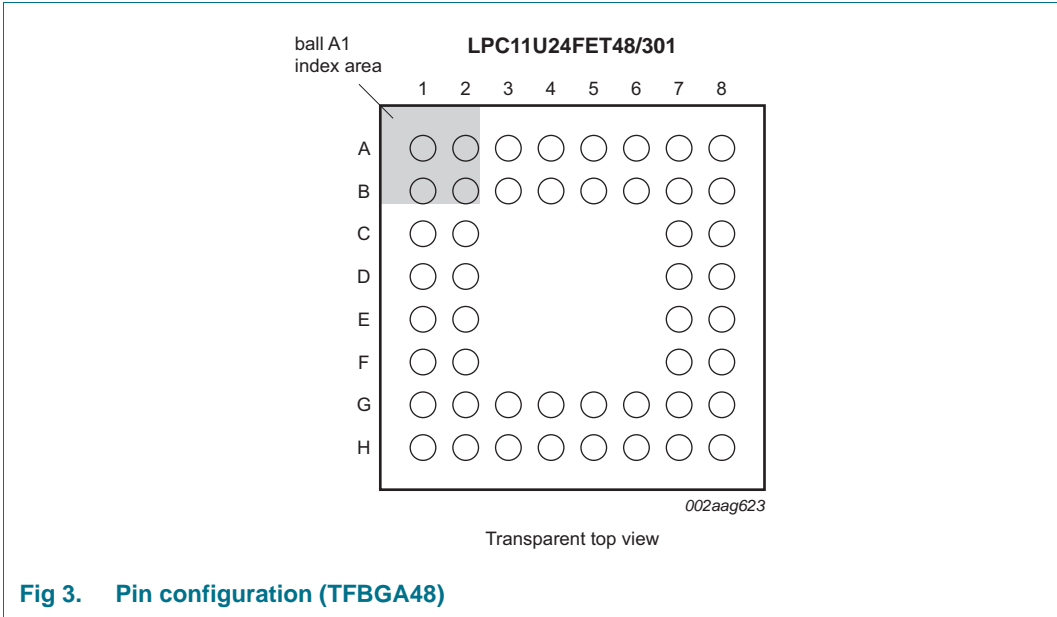 ball A1
index area
LPC11U24FET48/301
1 2 3 4 5 6 7 8
A
B
C
D
E
F
G
H
002aag623
Transparent top view
Fig 3. Pin configuration (TFBGA48)